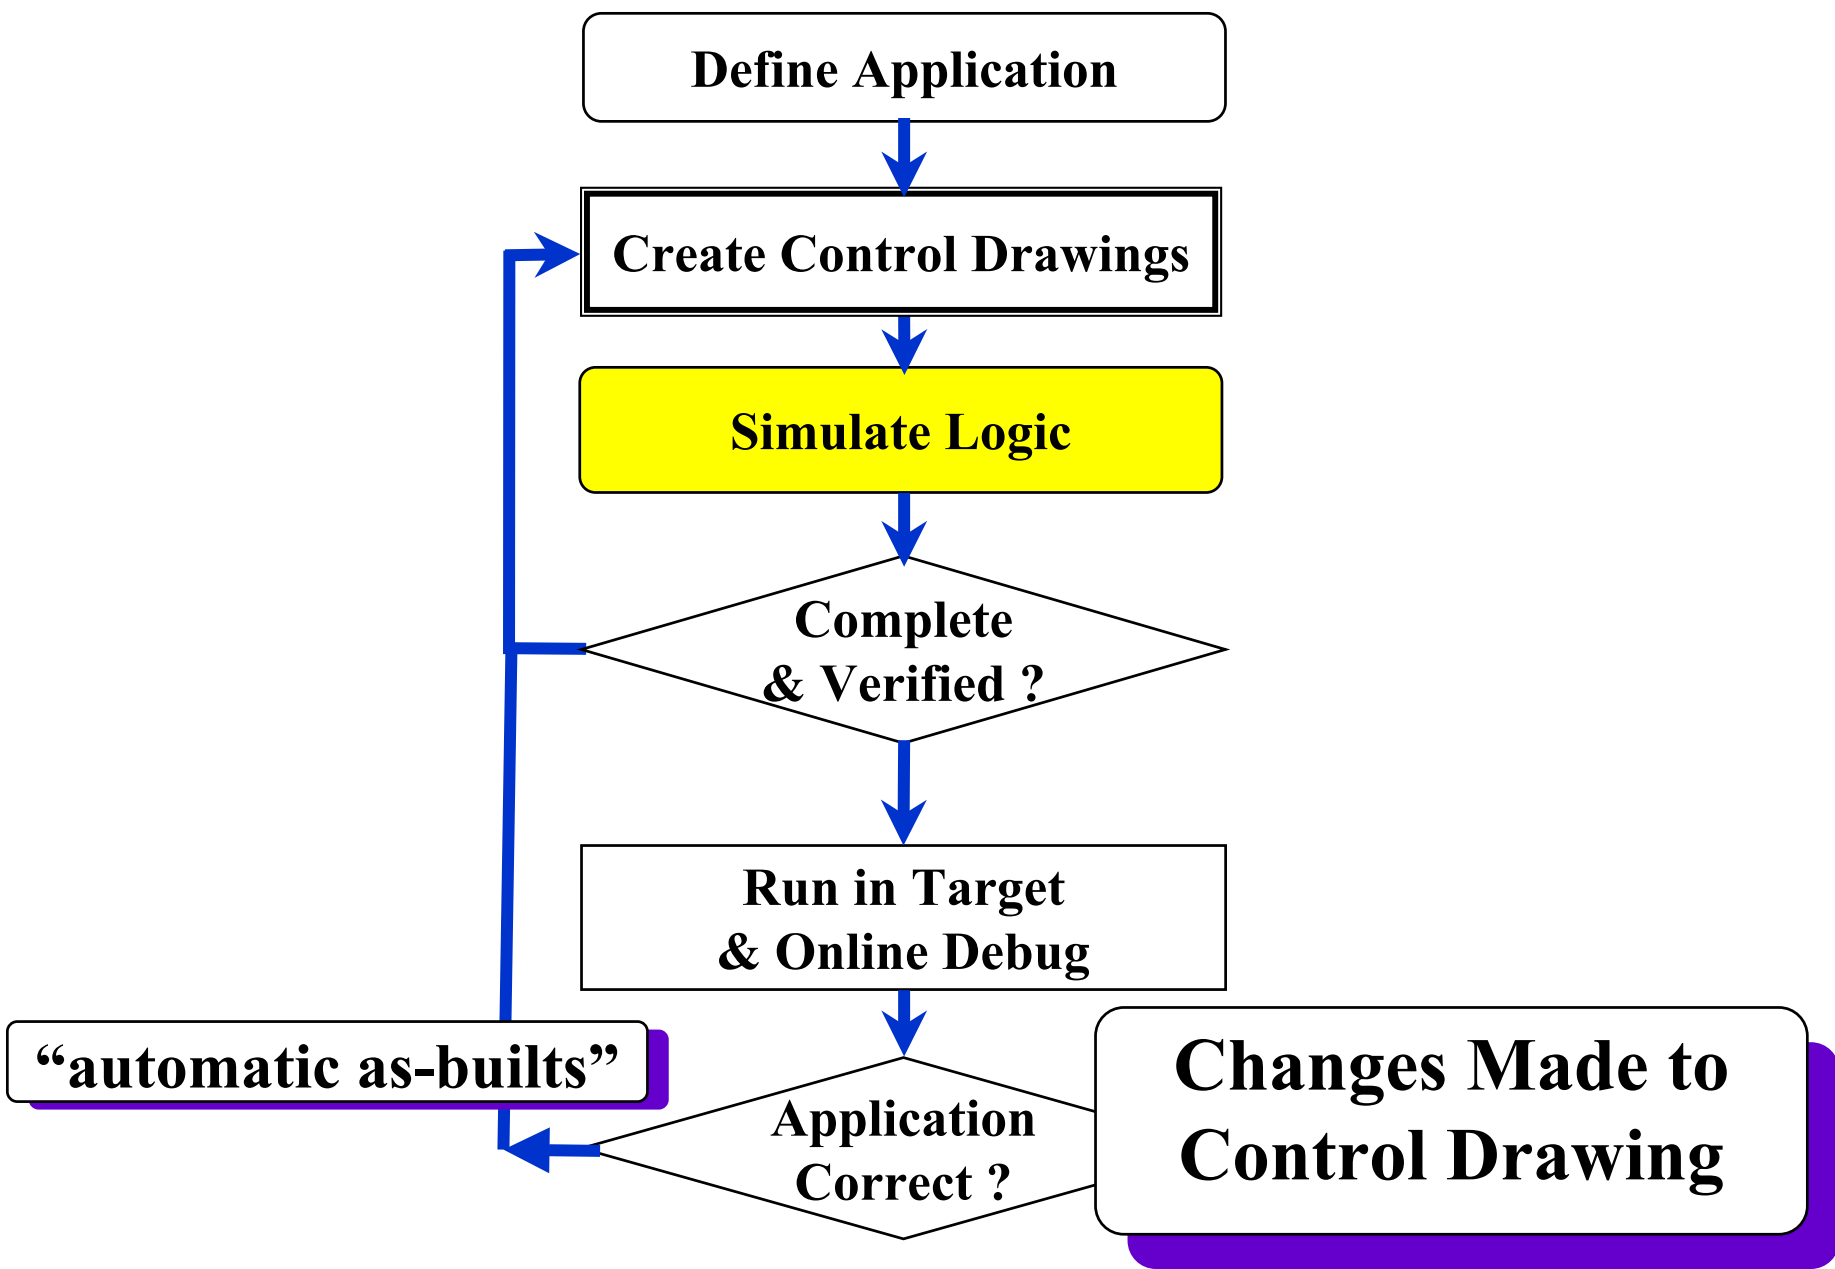 Define Application
Create Control Drawings
Simulate Logic
Complete
& Verified ?
Run in Target
& Online Debug
“automatic as-builts”
Application
Correct ?
Changes Made to
Control Drawing